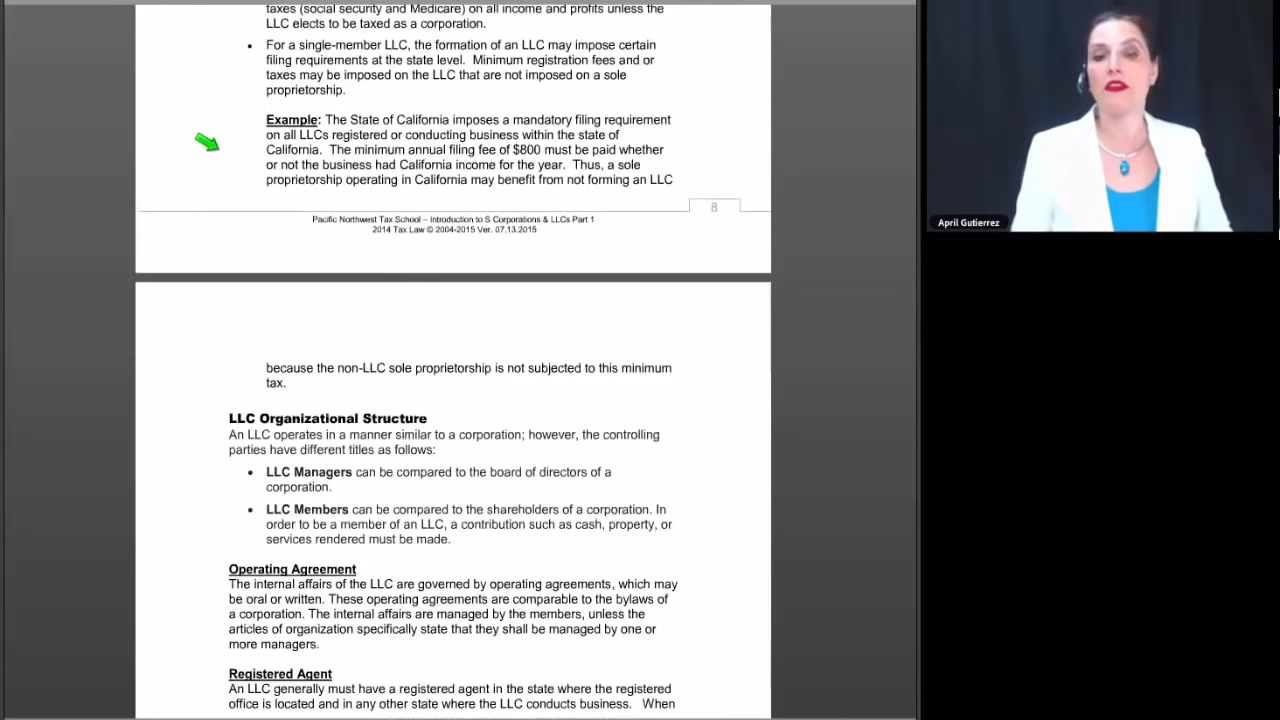 taxes (social security and Medicare) on all income and profits unless the
LLC elects to be taxed as a corporation.
• For a single-member LLC, the formation of an LLC may impose certain
filing requirements at the state level.  Minimum registration fees and or
taxes may be imposed on the LLC that are not imposed on a sole
proprietorship.
Example: The State of California imposes a mandatory filing requirement
on all LLCs registered or conducting business within the state of
California.  The minimum annual filing fee of $800 must be paid whether
or not the business had California income for the year.  Thus, a sole
proprietorship operating in California may benefit from not forming an LLC
8
Pacific Northwest Tax School – Introduction to S Corporations & LLCs Part 1
2014 Tax Law © 2004-2015 Ver. 07.13.2015
because the non-LLC sole proprietorship is not subjected to this minimum
tax.
LLC Organizational Structure
An LLC operates in a manner similar to a corporation; however, the controlling
parties have different titles as follows:
• LLC Managers can be compared to the board of directors of a
corporation.
• LLC Members can be compared to the shareholders of a corporation. In
order to be a member of an LLC, a contribution such as cash, property, or
services rendered must be made.
Operating Agreement
The internal affairs of the LLC are governed by operating agreements, which may
be oral or written. These operating agreements are comparable to the bylaws of
a corporation. The internal affairs are managed by the members, unless the
articles of organization specifically state that they shall be managed by one or
more managers.
Registered Agent
An LLC generally must have a registered agent in the state where the registered
office is located and in any other state where the LLC conducts business.   When
April Gutierrez